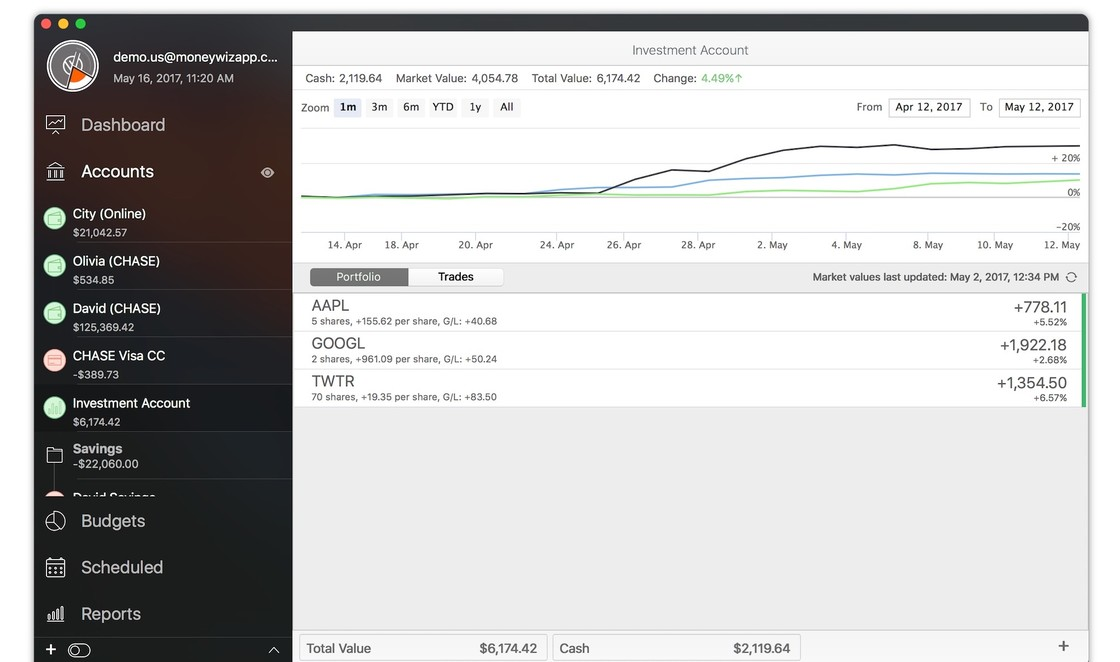 demo.us@moneywizapp.c...
May 16, 2017, 11:20 AM
Dashboard
Accounts
City (Online)
$21,042.57
Olivia (CHASE)
$534.85
David (CHASE)
$125,369.42
CHASE Visa CC
-$389.73
Investment Account
$6,174.42
Savings
-$22,060.00
David Savings
Budgets
Scheduled
Reports
Investment Account
Cash: 2,119.64 Market Value: 4,054.78 Total Value: 6,174.42 Change: 4.49%↑
Zoom 1m 3m 6m YTD 1y All From Apr 12, 2017 To May 12, 2017
+ 20%
0%
-20%
14. Apr 18. Apr 20. Apr 24. Apr 26. Apr 28. Apr 2. May 4. May 8. May 10. May 12. May
Portfolio Trades Market values last updated: May 2, 2017, 12:34 PM
AAPL +778.11
5 shares, +155.62 per share, G/L: +40.68 +5.52%
GOOGL +1,922.18
2 shares, +961.09 per share, G/L: +50.24 +2.68%
TWTR +1,354.50
70 shares, +19.35 per share, G/L: +83.50 +6.57%
Total Value $6,174.42 Cash $2,119.64